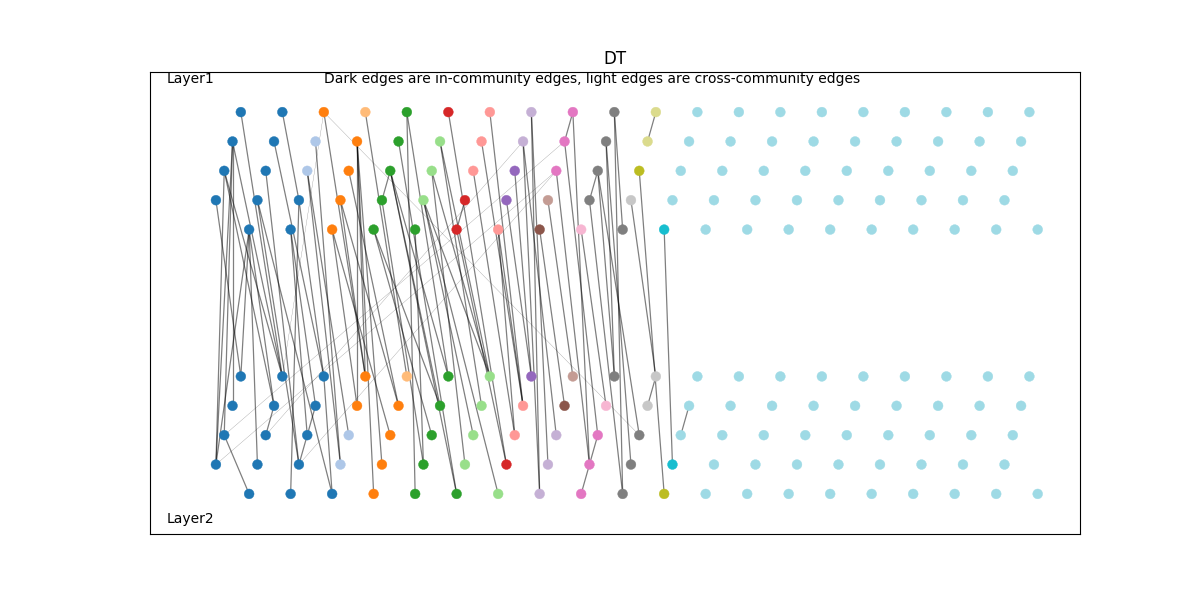 DT
Layer1
Dark edges are in-community edges, light edges are cross-community edges
Layer2